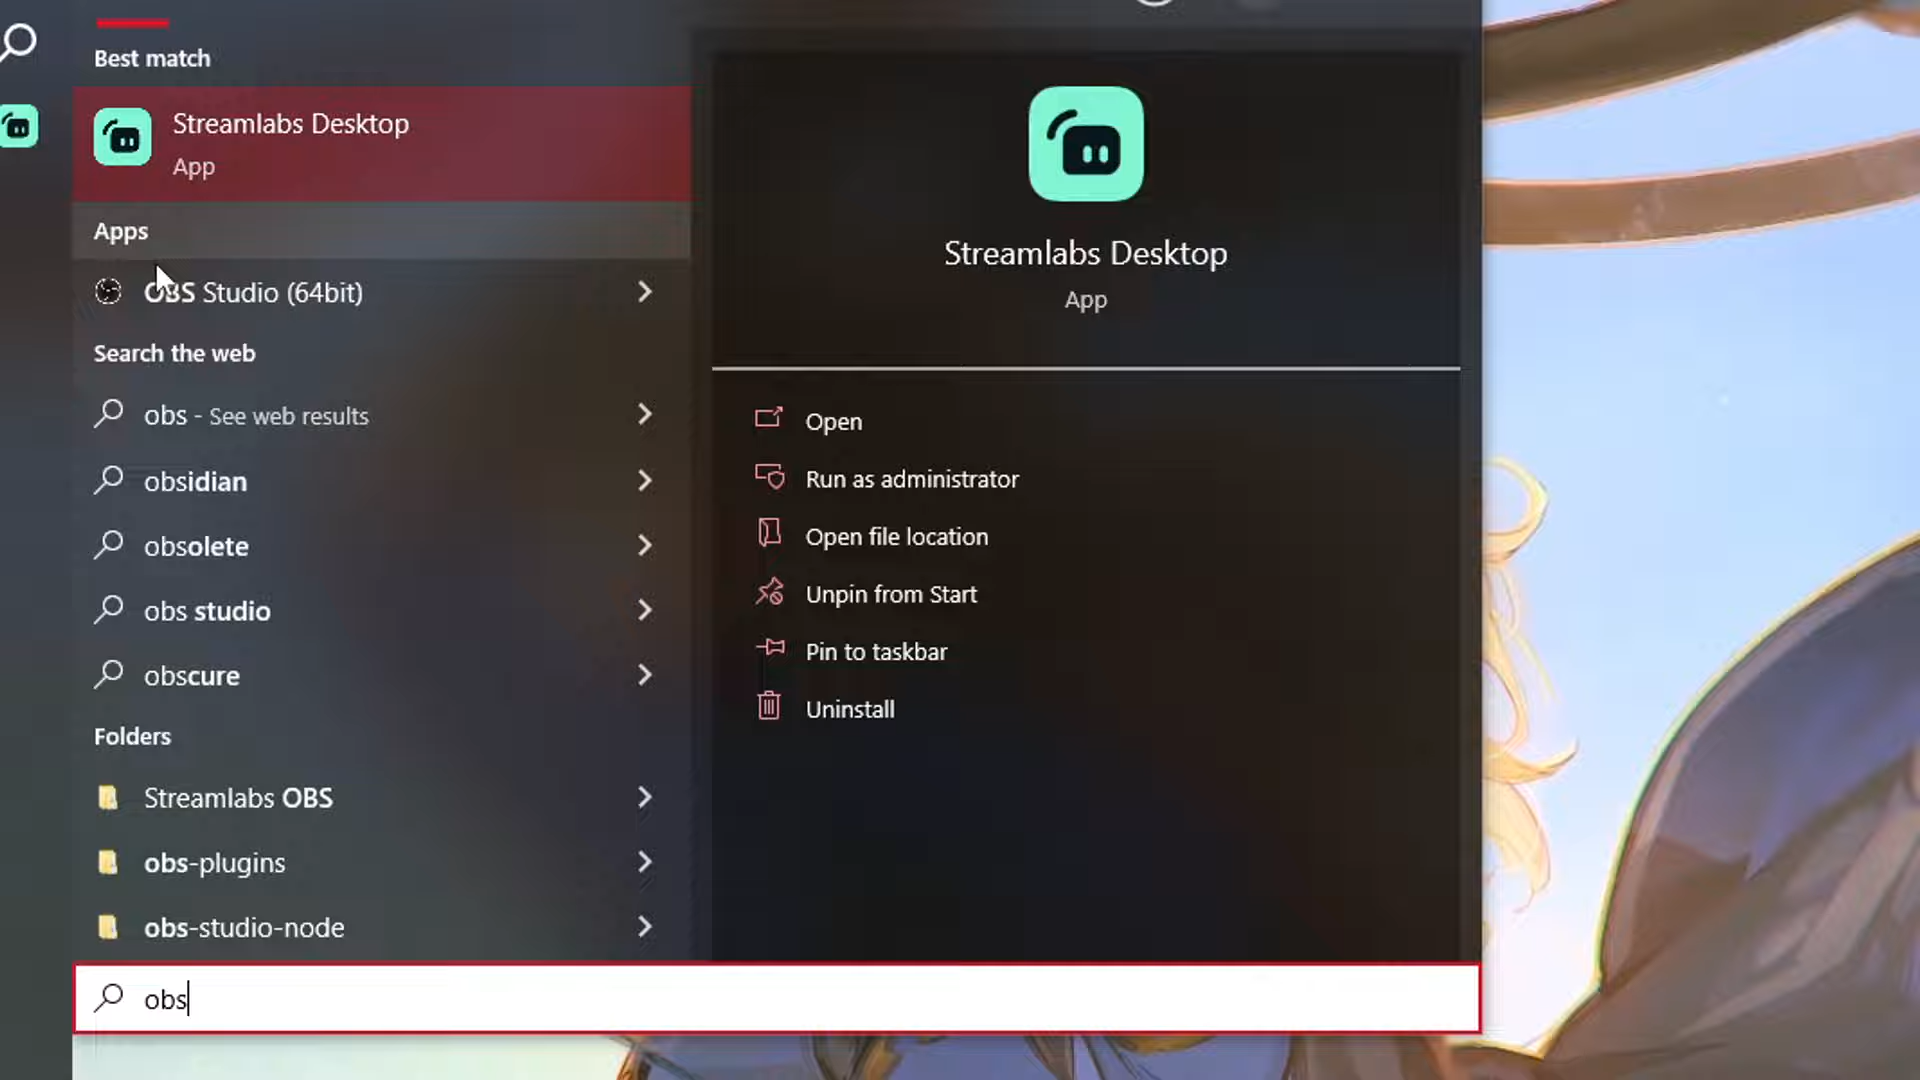 Best match
Streamlabs Desktop
App
Apps
OBS Studio (64bit)
Search the web
obs - See web results
obsidian
obsolete
obs studio
obscure
Folders
Streamlabs OBS
obs-plugins
obs-studio-node
obs
Streamlabs Desktop
App
Open
Run as administrator
Open file location
Unpin from Start
Pin to taskbar
Uninstall